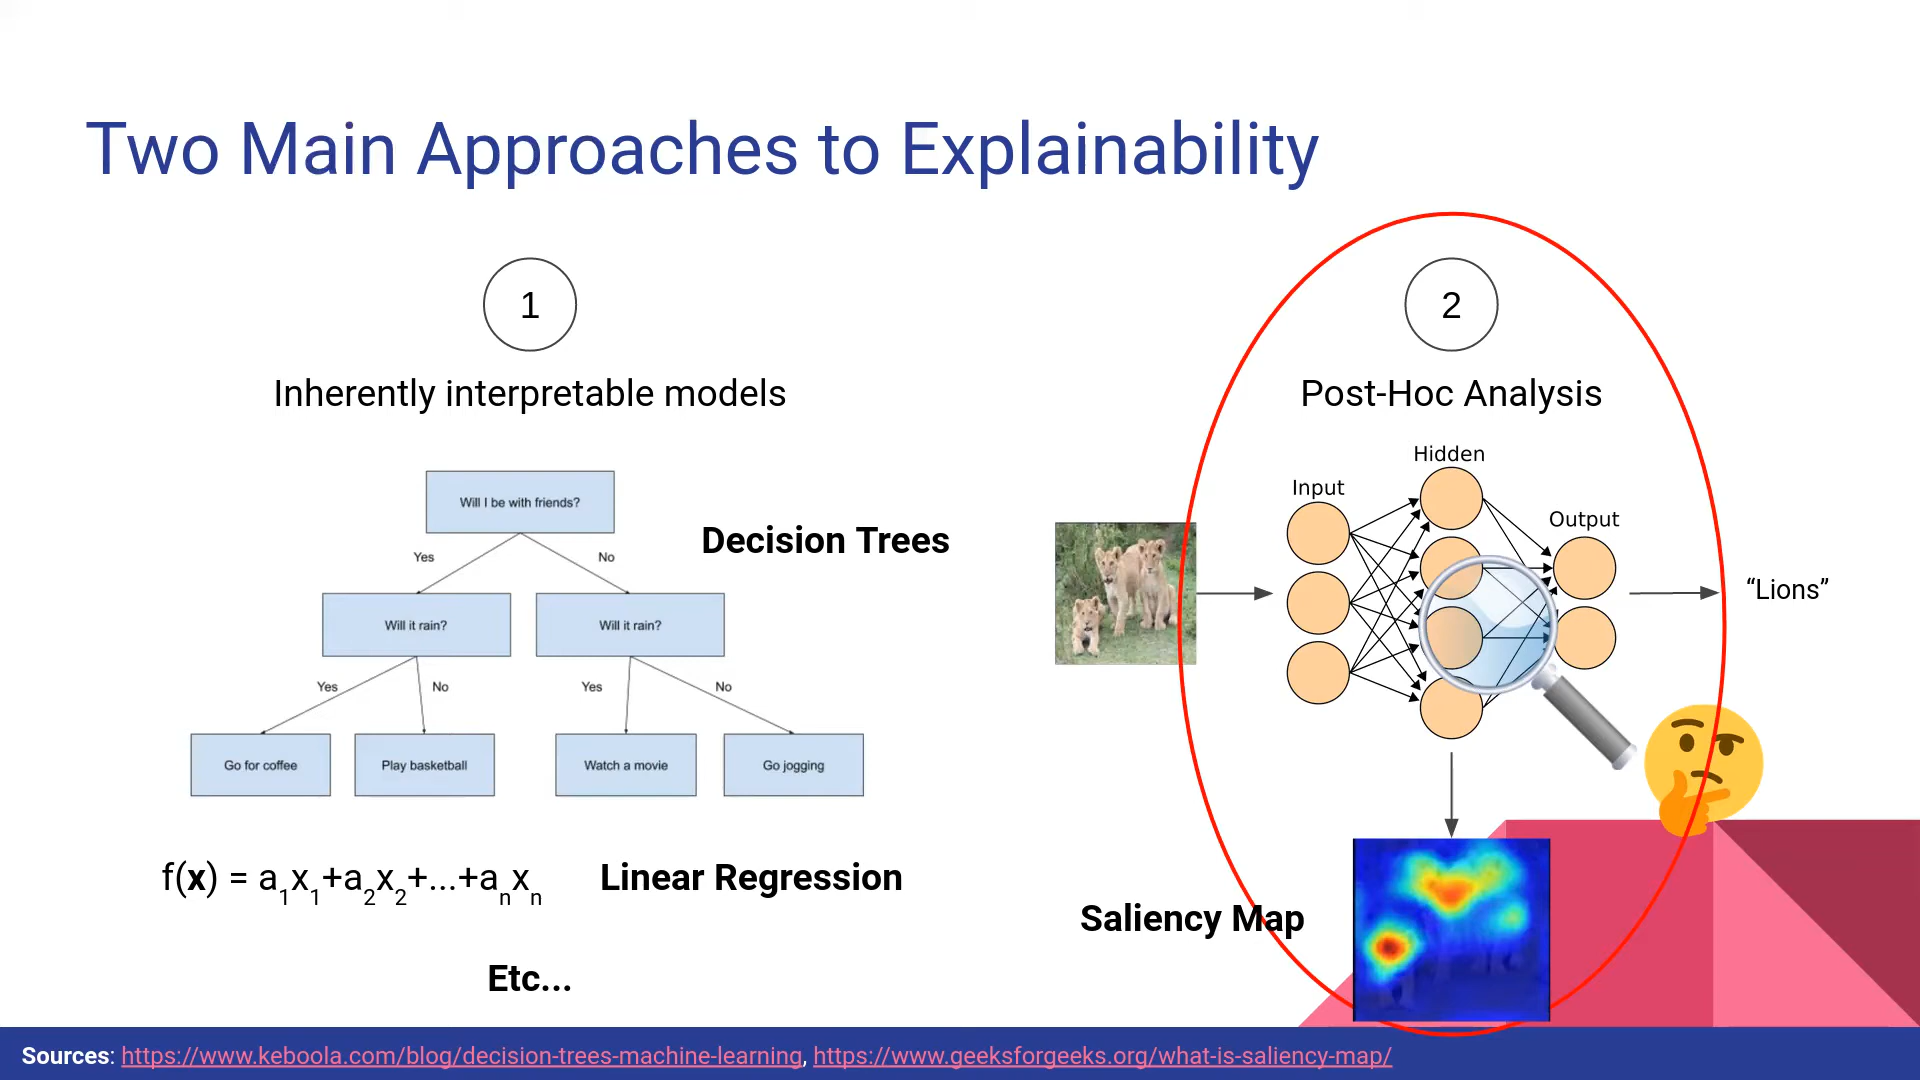 Two Main Approaches to Explainability
1
Inherently interpretable models
Will I be with friends?
Yes
No
Decision Trees
Will it rain?
Will it rain?
Yes
No
Yes
No
Go for coffee
Play basketball
Watch a movie
Go jogging
f(x) = a1x1+a2x2+...+anxn
Linear Regression
Etc...
2
Post-Hoc Analysis
Hidden
Input
Output
“Lions”
Saliency Map
Sources: https://www.keboola.com/blog/decision-trees-machine-learning, https://www.geeksforgeeks.org/what-is-saliency-map/